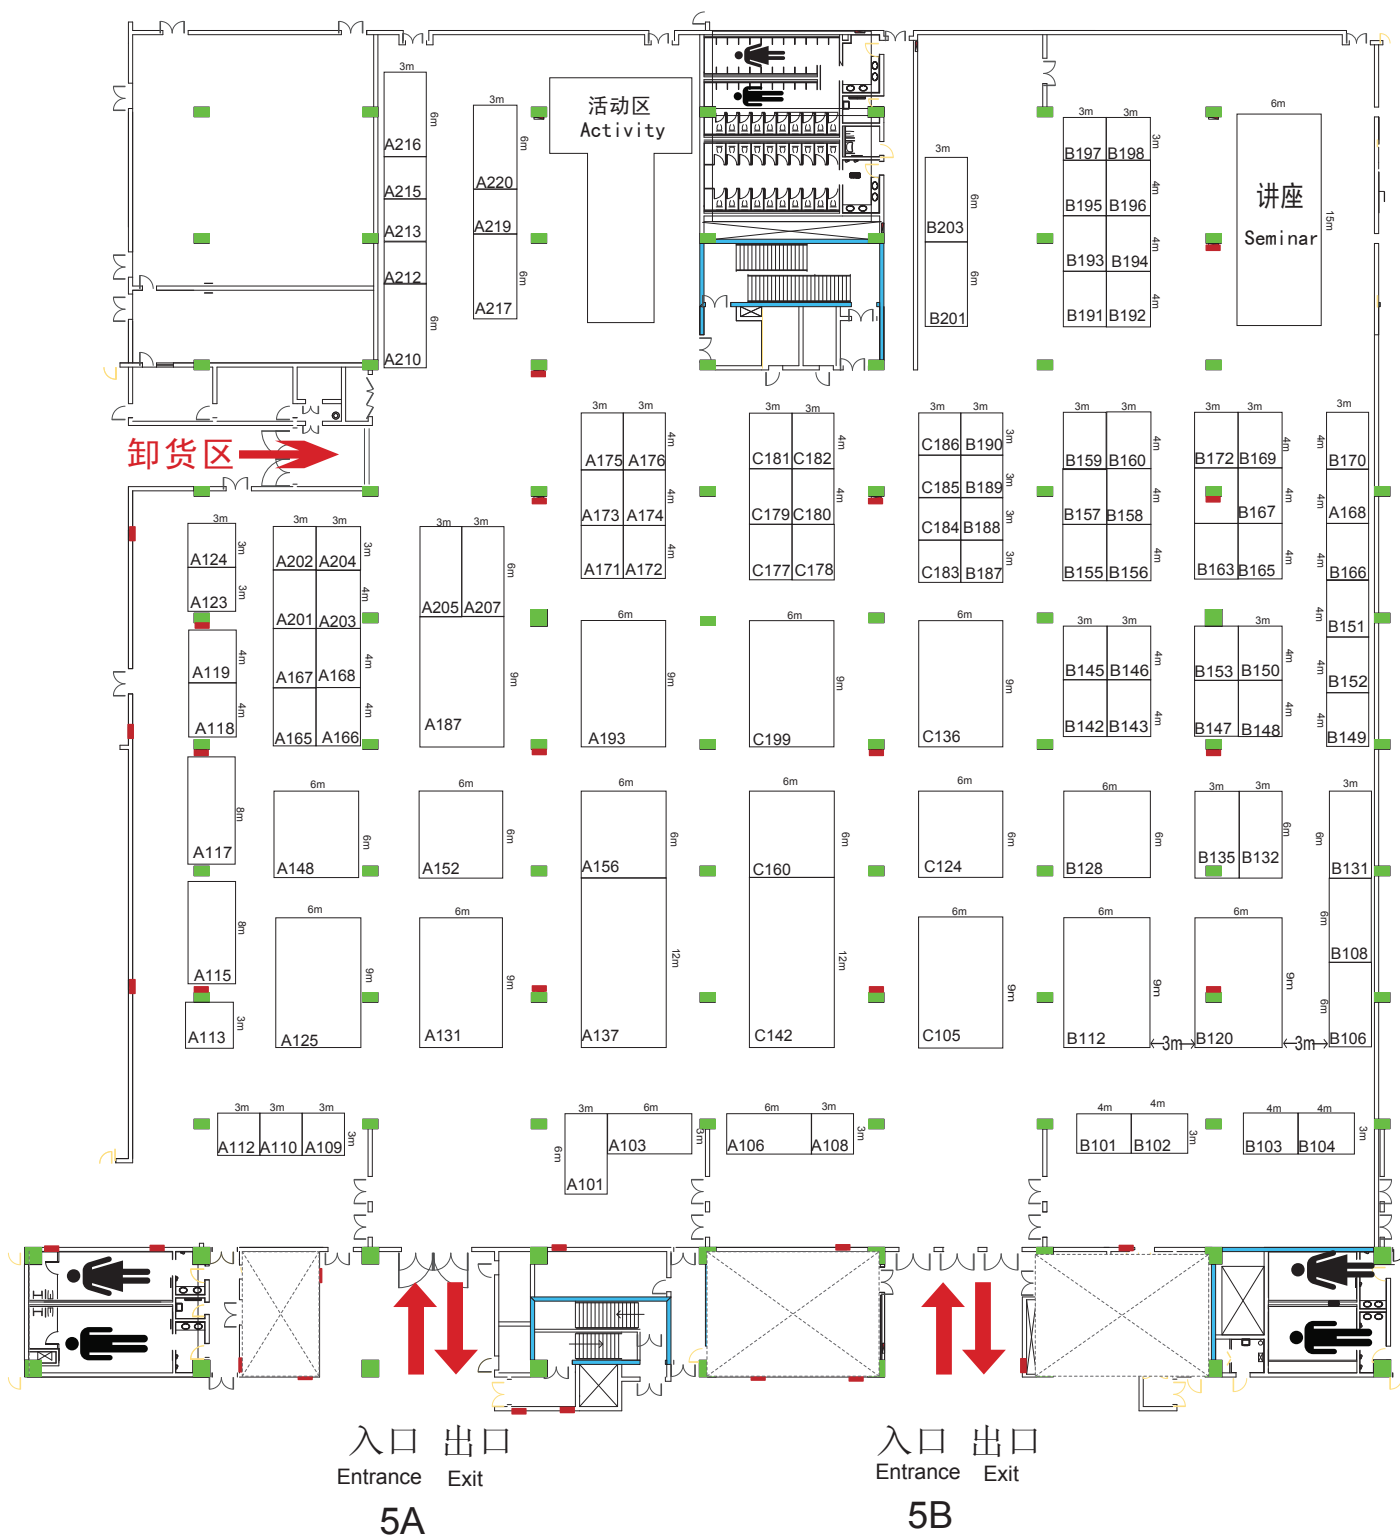 3m
6m
A216
A215
A213
A212
6m
A210
3m
6m
A220
A219
6m
A217
活动区
Activity
3m
6m
B203
6m
B201
3m 3m
3m
B197 B198
4m
B195 B196
4m
B193 B194
4m
B191 B192
6m
讲座
Seminar
15m
卸货区
3m 3m
4m
A175 A176
4m
A173 A174
4m
A171 A172
3m 3m
4m
C181 C182
4m
C179 C180
4m
C177 C178
3m 3m
3m
C186 B190
3m
C185 B189
3m
C184 B188
3m
C183 B187
3m 3m
4m
B159 B160
4m
B157 B158
4m
B155 B156
3m 3m
4m
B172 B169
4m
B167
4m
B163 B165
3m
4m
B170
4m
A168
4m
B166
4m
B151
4m
B152
4m
B149
3m
3m
A124
3m
A123
4m
A119
4m
A118
8m
A117
8m
A115
3m
A113
3m 3m
3m
A202 A204
4m
A201 A203
4m
A167 A168
4m
A165 A166
3m 3m
6m
A205 A207
9m
A187
6m
9m
A193
6m
9m
C199
6m
9m
C136
3m 3m
4m
B145 B146
4m
B142 B143
3m 3m
4m
B153 B150
4m
B147 B148
6m
6m
A148
6m
6m
A152
6m
6m
A156
12m
A137
6m
6m
C160
12m
C142
6m
6m
C124
6m
6m
B128
3m 3m
6m
B135 B132
3m
6m
B131
6m
B108
6m
B106
6m
9m
A125
6m
9m
A131
6m
9m
C105
6m
9m
B112
3m
6m
9m
B120
3m
3m 3m 3m
A112 A110 A109
3m
3m 6m
A103
3m
6m
A101
6m 3m
A106 A108
3m
4m 4m
B101 B102
3m
4m 4m
B103 B104
3m
入口 出口
Entrance Exit
5A
入口 出口
Entrance Exit
5B